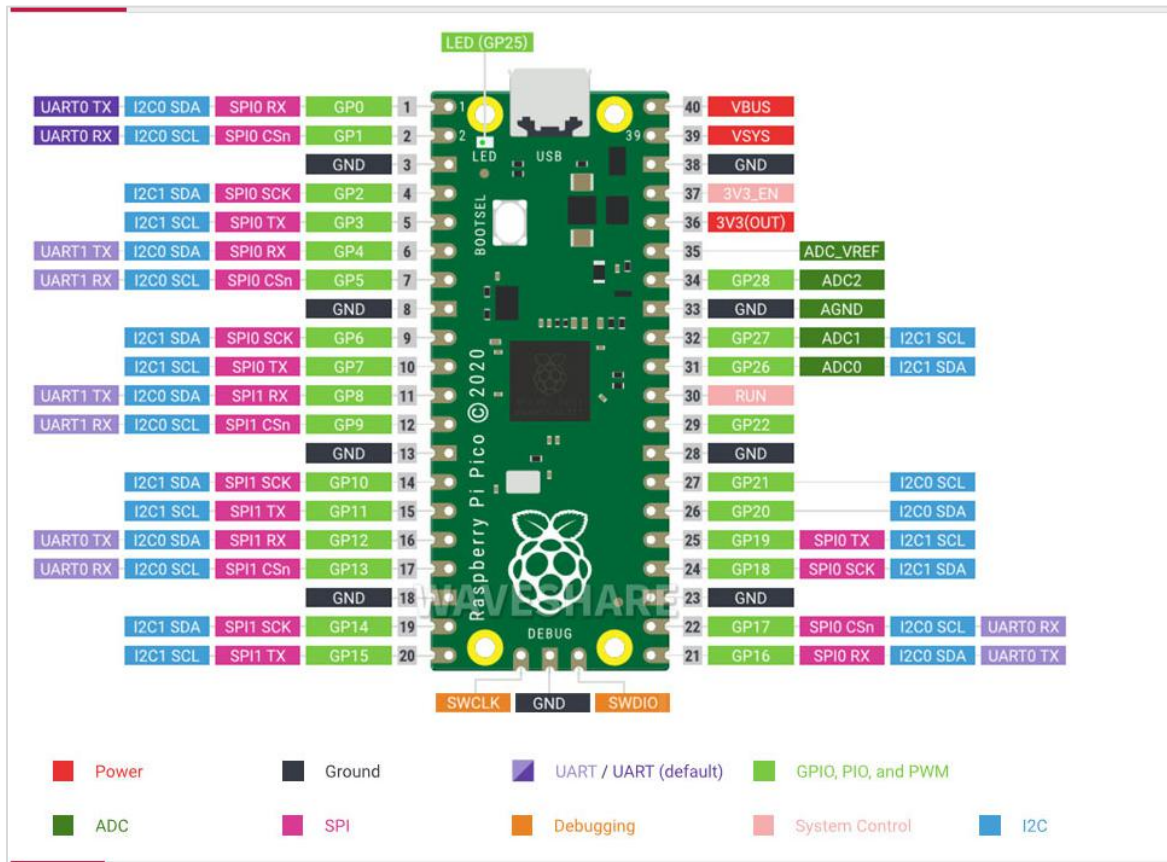 LED (GP25)
UART0 TX I2C0 SDA SPI0 RX GP0 1 1 40 VBUS
UART0 RX I2C0 SCL SPI0 CSn GP1 2 2 39 39 VSYS
LED USB
GND 3 38 GND
I2C1 SDA SPI0 SCK GP2 4 37 3V3_EN
I2C1 SCL SPI0 TX GP3 5 BOOTSEL 36 3V3(OUT)
UART1 TX I2C0 SDA SPI0 RX GP4 6 35 ADC_VREF
UART1 RX I2C0 SCL SPI0 CSn GP5 7 34 GP28 ADC2
GND 8 33 GND AGND
I2C1 SDA SPI0 SCK GP6 9 32 GP27 ADC1 I2C1 SCL
I2C1 SCL SPI0 TX GP7 10 31 GP26 ADC0 I2C1 SDA
UART1 TX I2C0 SDA SPI1 RX GP8 11 30 RUN
UART1 RX I2C0 SCL SPI1 CSn GP9 12 29 GP22
GND 13 28 GND
I2C1 SDA SPI1 SCK GP10 14 27 GP21 I2C0 SCL
I2C1 SCL SPI1 TX GP11 15 26 GP20 I2C0 SDA
UART0 TX I2C0 SDA SPI1 RX GP12 16 25 GP19 SPI0 TX I2C1 SCL
UART0 RX I2C0 SCL SPI1 CSn GP13 17 24 GP18 SPI0 SCK I2C1 SDA
Raspberry Pi Pico © 2020
GND 18 WAVESHARE 23 GND
I2C1 SDA SPI1 SCK GP14 19 22 GP17 SPI0 CSn I2C0 SCL UART0 RX
DEBUG
I2C1 SCL SPI1 TX GP15 20 21 GP16 SPI0 RX I2C0 SDA UART0 TX
SWCLK GND SWDIO
Power Ground UART / UART (default) GPIO, PIO, and PWM
ADC SPI Debugging System Control I2C